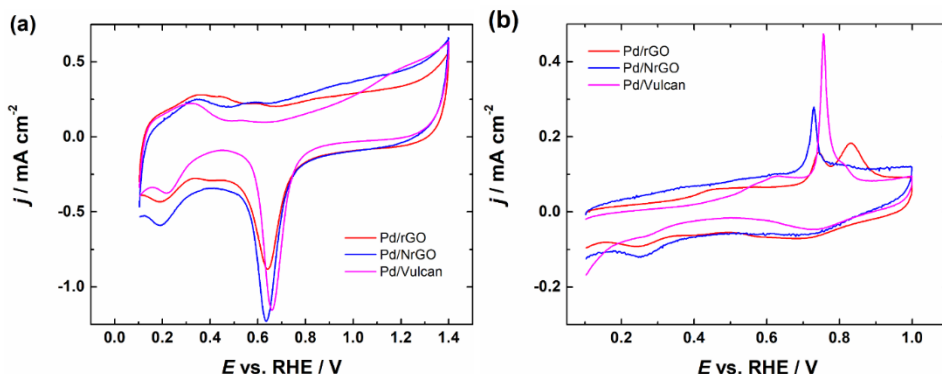 (a)
j / mA cm⁻²
0.5
0.0
-0.5
-1.0
Pd/rGO
Pd/NrGO
Pd/Vulcan
0.0 0.2 0.4 0.6 0.8 1.0 1.2 1.4
E vs. RHE / V
(b)
j / mA cm⁻²
0.4
0.2
0.0
-0.2
Pd/rGO
Pd/NrGO
Pd/Vulcan
0.2 0.4 0.6 0.8 1.0
E vs. RHE / V